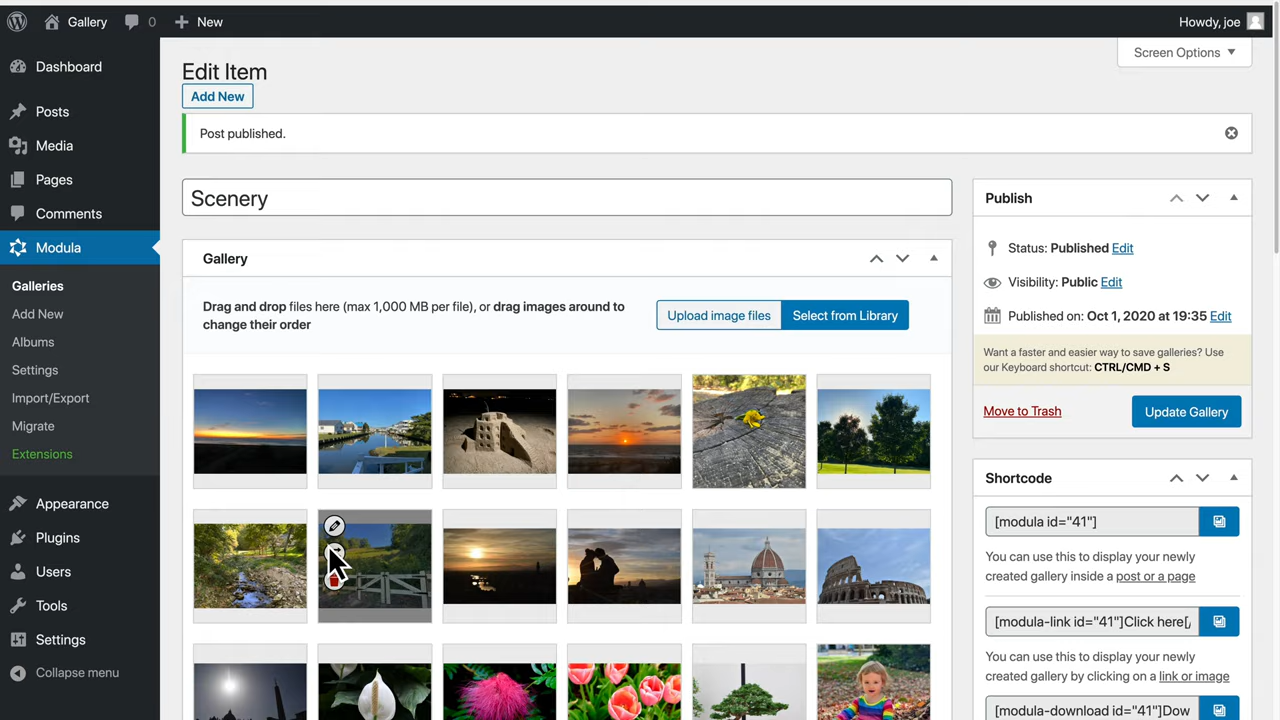 Gallery
0
New
Howdy, joe
Screen Options
Dashboard
Posts
Media
Pages
Comments
Modula
Galleries
Add New
Albums
Settings
Import/Export
Migrate
Extensions
Appearance
Plugins
Users
Tools
Settings
Collapse menu
Edit Item
Add New
Post published.
Scenery
Gallery
Drag and drop files here (max 1,000 MB per file), or drag images around to
change their order
Upload image files
Select from Library
Publish
Status: Published Edit
Visibility: Public Edit
Published on: Oct 1, 2020 at 19:35 Edit
Want a faster and easier way to save galleries? Use
our Keyboard shortcut: CTRL/CMD + S
Move to Trash
Update Gallery
Shortcode
[modula id="41"]
You can use this to display your newly
created gallery inside a post or a page
[modula-link id="41"]Click here[/
You can use this to display your newly
created gallery by clicking on a link or image
[modula-download id="41"]Dow